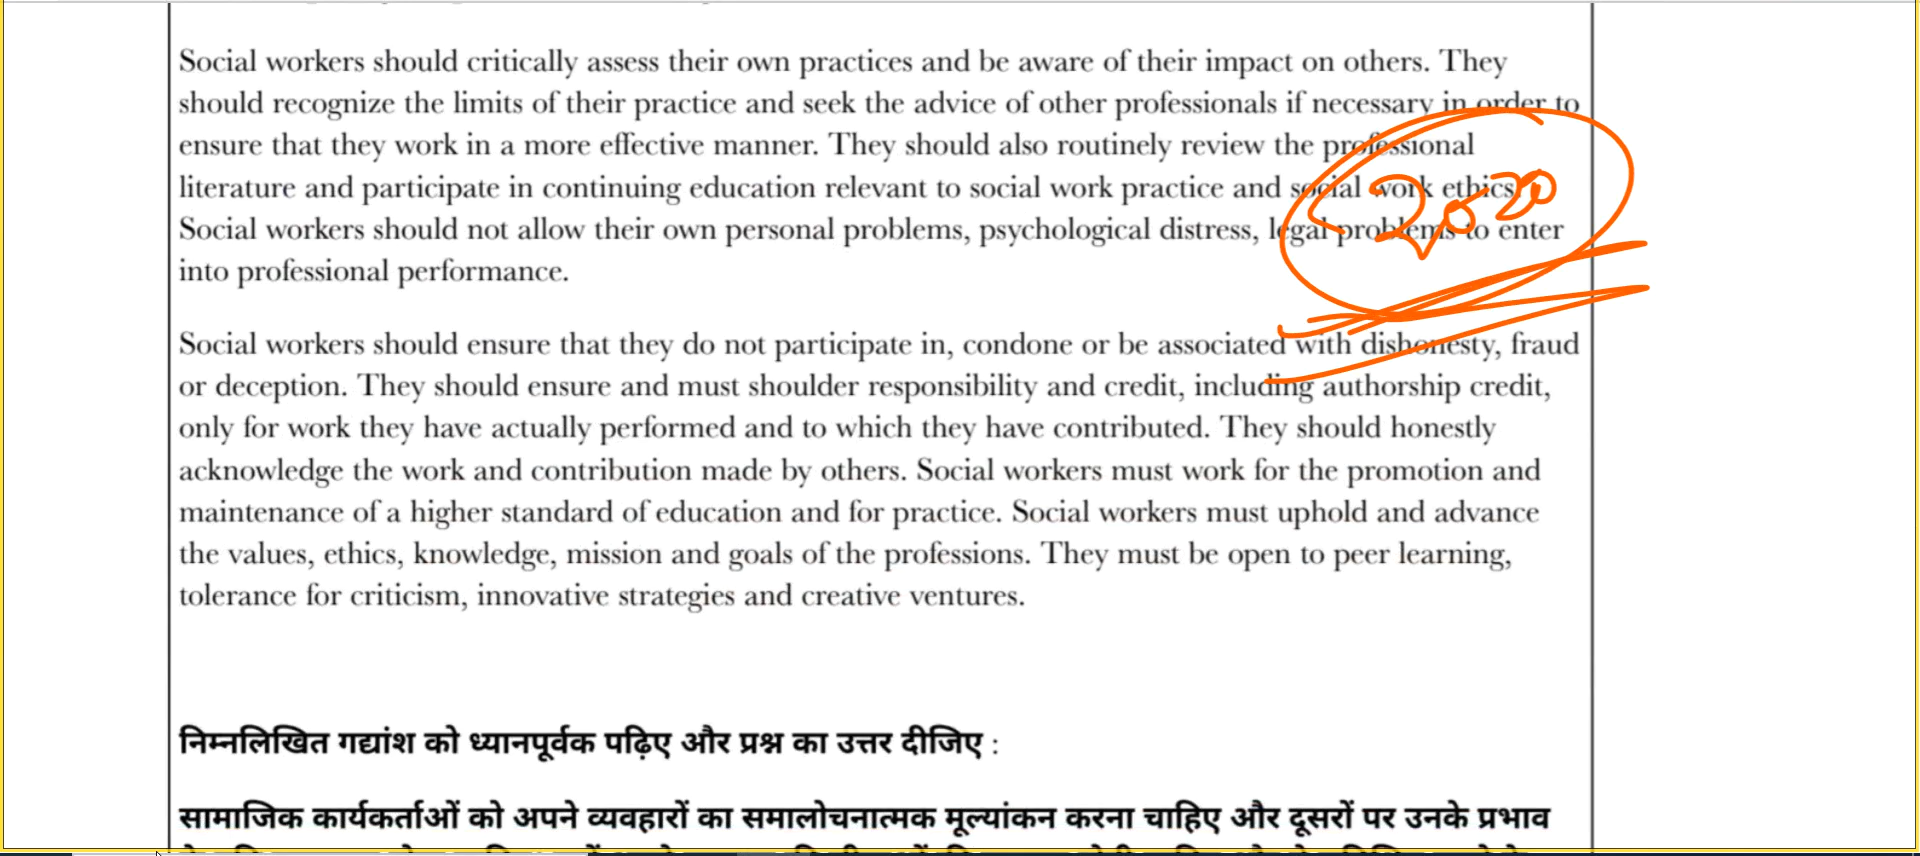 Social workers should critically assess their own practices and be aware of their impact on others. They
should recognize the limits of their practice and seek the advice of other professionals if necessary in order to
ensure that they work in a more effective manner. They should also routinely review the professional
literature and participate in continuing education relevant to social work practice and social work ethics
Social workers should not allow their own personal problems, psychological distress, legal problems to enter
into professional performance.
Social workers should ensure that they do not participate in, condone or be associated with dishonesty, fraud
or deception. They should ensure and must shoulder responsibility and credit, including authorship credit,
only for work they have actually performed and to which they have contributed. They should honestly
acknowledge the work and contribution made by others. Social workers must work for the promotion and
maintenance of a higher standard of education and for practice. Social workers must uphold and advance
the values, ethics, knowledge, mission and goals of the professions. They must be open to peer learning,
tolerance for criticism, innovative strategies and creative ventures.
निम्नलिखित गद्यांश को ध्यानपूर्वक पढ़िए और प्रश्न का उत्तर दीजिए :
सामाजिक कार्यकर्ताओं को अपने व्यवहारों का समालोचनात्मक मूल्यांकन करना चाहिए और दूसरों पर उनके प्रभाव